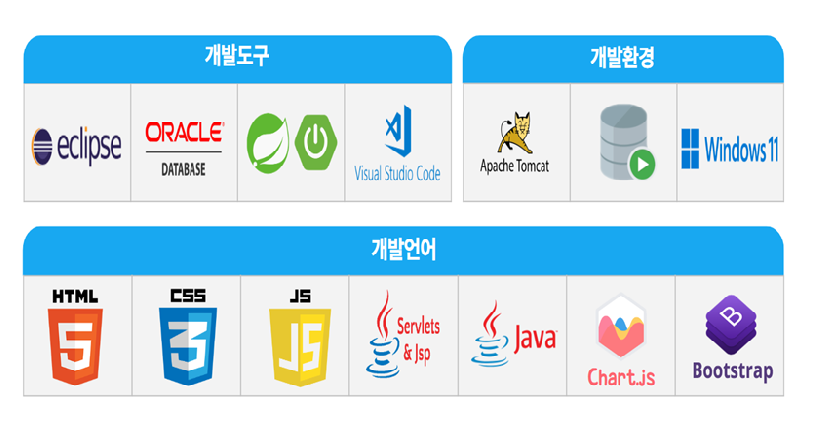 개발도구
개발환경
eclipse
ORACLE
DATABASE
Visual Studio Code
Apache Tomcat
Windows 11
개발언어
HTML
5
CSS
3
JS
JS
Servlets
& Jsp
Java
Chart.js
B
Bootstrap